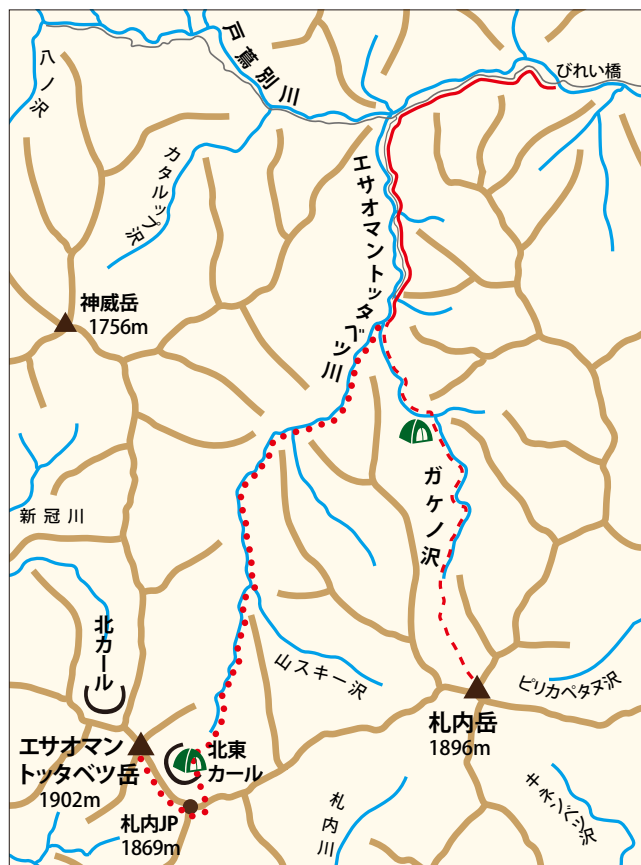 八ノ沢
戸蔦別川
びれい橋
カタルップ沢
エサオマントッタベツ川
神威岳
1756m
ガケノ沢
新冠川
北カール
山スキー沢
ピリカペタヌ沢
札内岳
1896m
エサオマン
トッタベツ岳
1902m
北東
カール
札内JP
1869m
札内川
キネンベツ沢